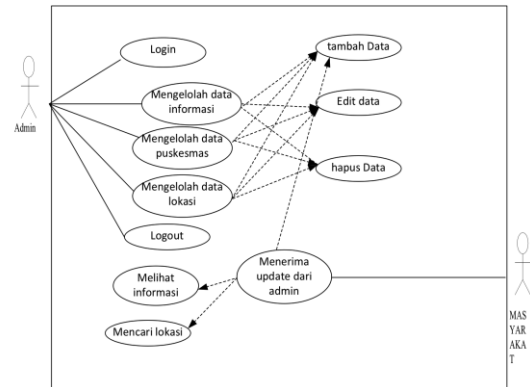 Login
tambah Data
Admin
Mengelolah data
informasi
Edit data
Mengelolah data
puskesmas
hapus Data
Mengelolah data
lokasi
Logout
Menerima
update dari
admin
Melihat
informasi
Mencari lokasi
MAS
YAR
AKA
T